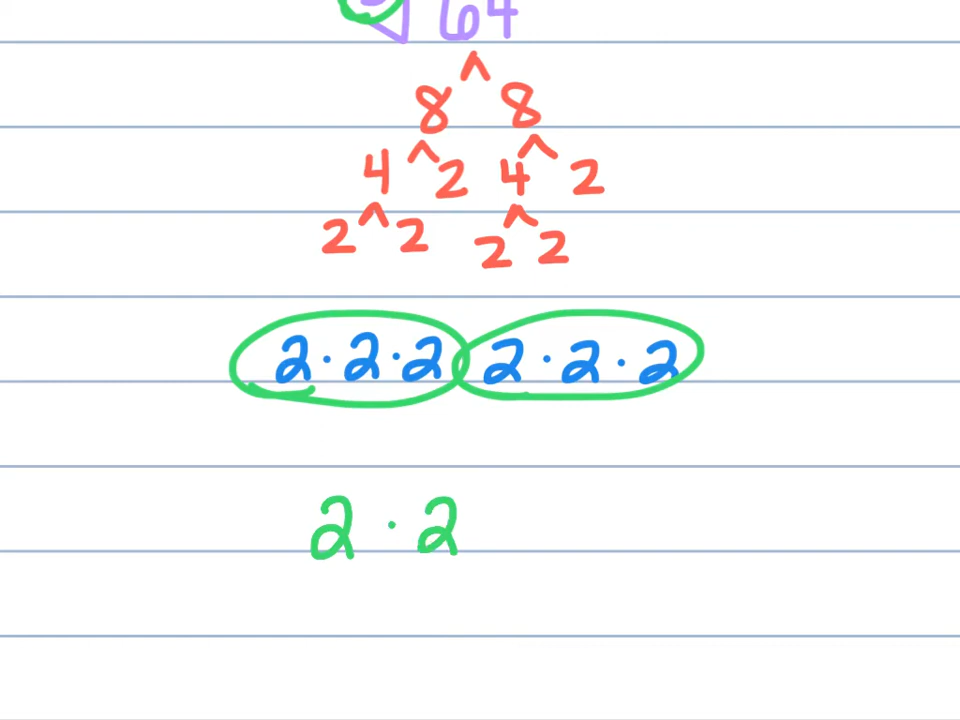 64
8 8
4 2 4 2
2 2 2 2
2 · 2 · 2 2 · 2 · 2
2 · 2